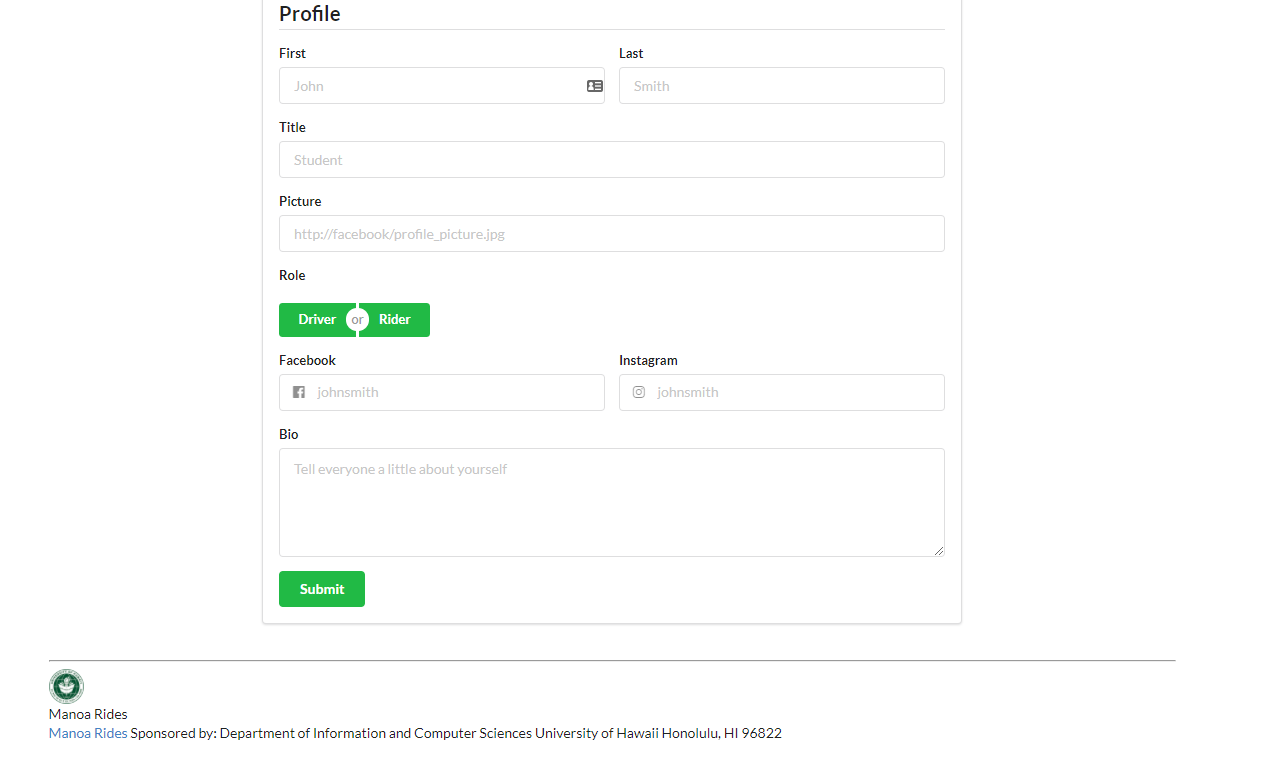 Profile
First Last
John Smith
Title
Student
Picture
http://facebook/profile_picture.jpg
Role
Driver or Rider
Facebook Instagram
johnsmith johnsmith
Bio
Tell everyone a little about yourself
Submit
Manoa Rides
Manoa Rides Sponsored by: Department of Information and Computer Sciences University of Hawaii Honolulu, HI 96822